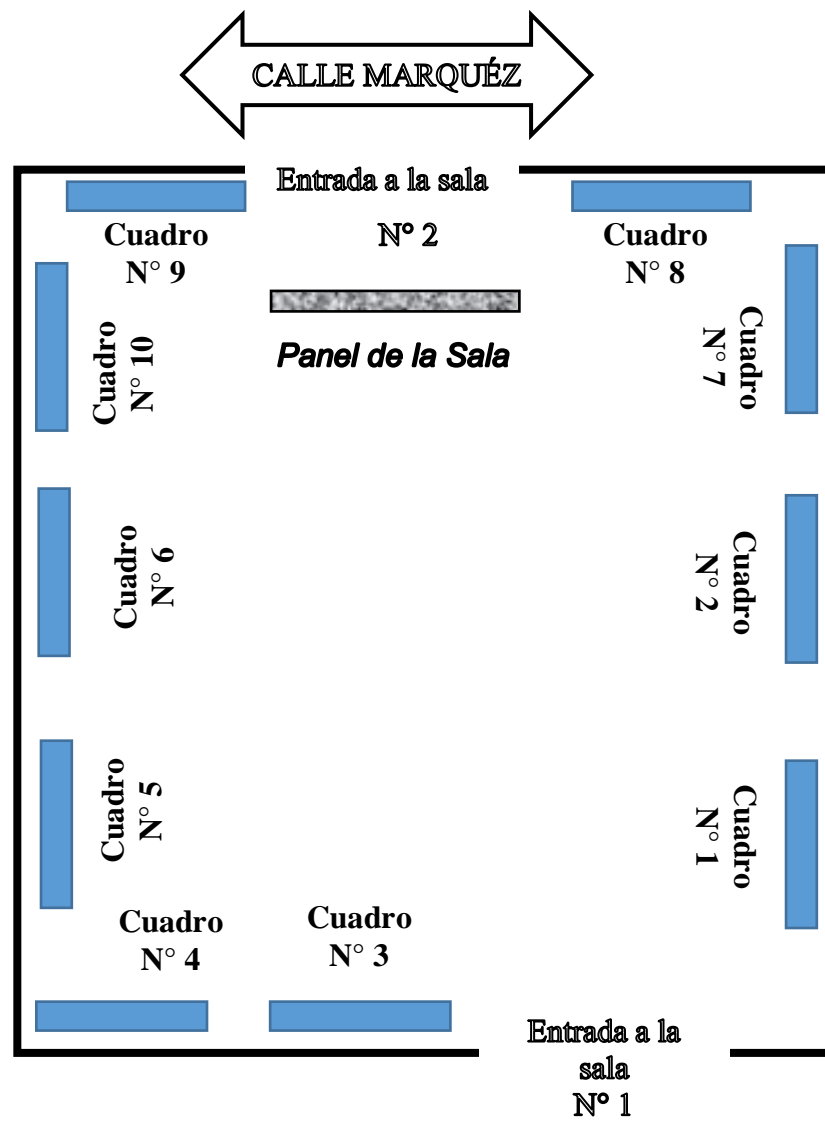 CALLE MARQUÉZ
Entrada a la sala
N° 2
Cuadro
N° 9
Cuadro
N° 8
Panel de la Sala
Cuadro
N° 10
Cuadro
N° 7
Cuadro
N° 6
Cuadro
N° 2
Cuadro
N° 5
Cuadro
N° 1
Cuadro
N° 4
Cuadro
N° 3
Entrada a la
sala
N° 1